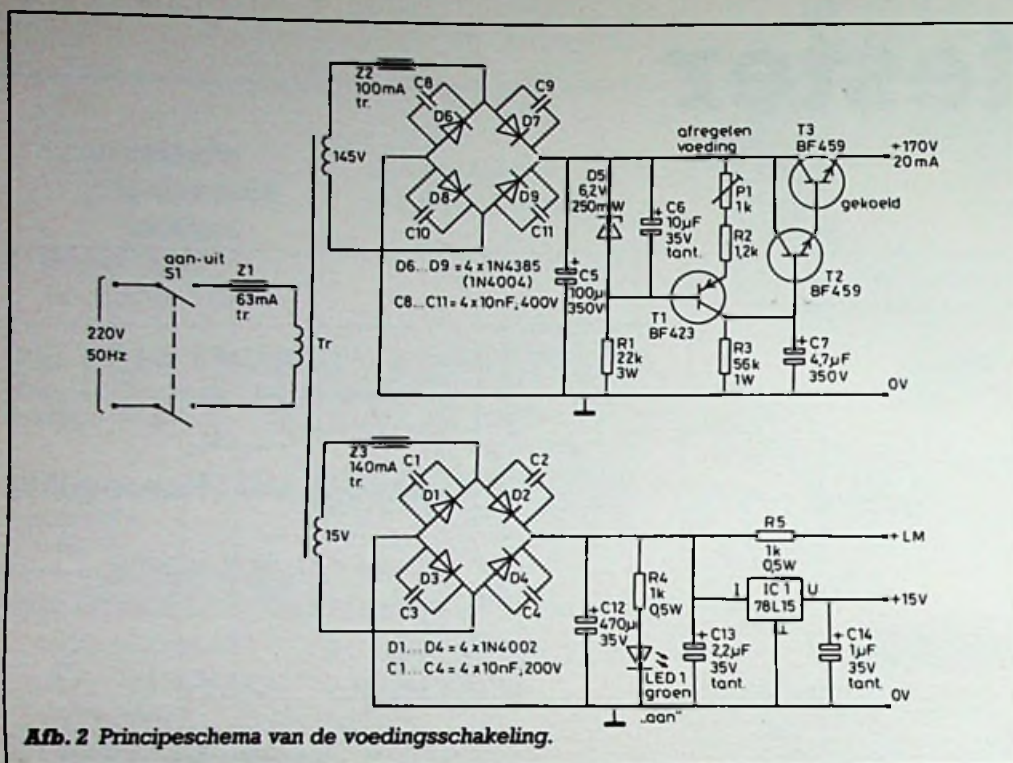 Z2
100mA
tr.
C8
C9
D6
D7
145V
D8
D9
C10
C11
D6...D9 = 4 x 1N4385
(1N4004)
C8...C11 = 4 x 10nF, 400V
D5
6,2V
250mW
C6
10µF
35V
tant.
C5
100µ
350V
afregelen
voeding
P1
1k
R2
1,2k
T3
BF459
gekoeld
+170V
20mA
T2
BF459
T1
BF423
R1
22k
3W
R3
56k
1W
C7
4,7µF
350V
0V
aan-uit
S1
Z1
63mA
tr
220V
50Hz
Tr
Z3
140mA
tr.
C1
C2
D1
D2
15V
D3
D4
C3
C4
D1...D4 = 4 x 1N4002
C1...C4 = 4 x 10nF, 200V
R5
1k
0,5W
+ LM
R4
1k
0,5W
I
IC 1
78L15
U
+15V
C12
470µ
35V
LED 1
groen
„aan”
C13
2,2µF
35V
tant.
C14
1µF
35V
tant.
0V
Afb. 2 Principeschema van de voedingsschakeling.